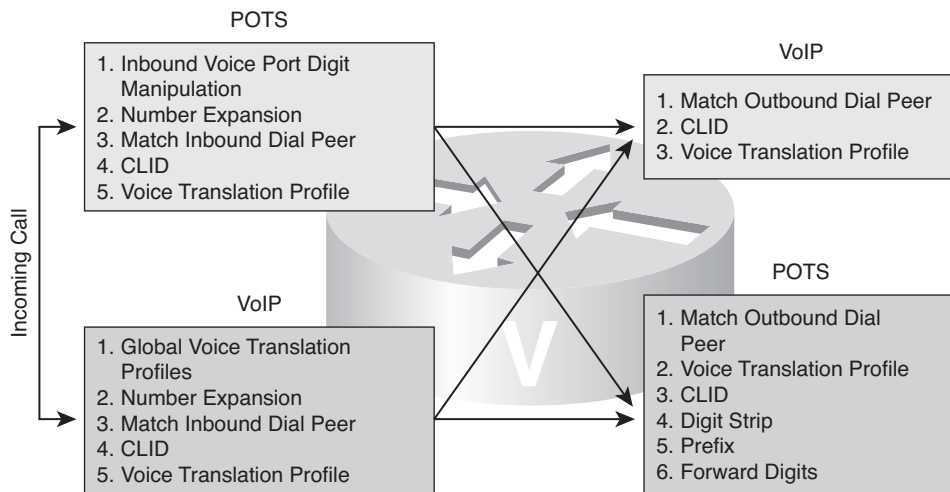 POTS
1. Inbound Voice Port Digit
Manipulation
2. Number Expansion
3. Match Inbound Dial Peer
4. CLID
5. Voice Translation Profile
VoIP
1. Match Outbound Dial Peer
2. CLID
3. Voice Translation Profile
Incoming Call
VoIP
1. Global Voice Translation
Profiles
2. Number Expansion
3. Match Inbound Dial Peer
4. CLID
5. Voice Translation Profile
V
POTS
1. Match Outbound Dial
Peer
2. Voice Translation Profile
3. CLID
4. Digit Strip
5. Prefix
6. Forward Digits